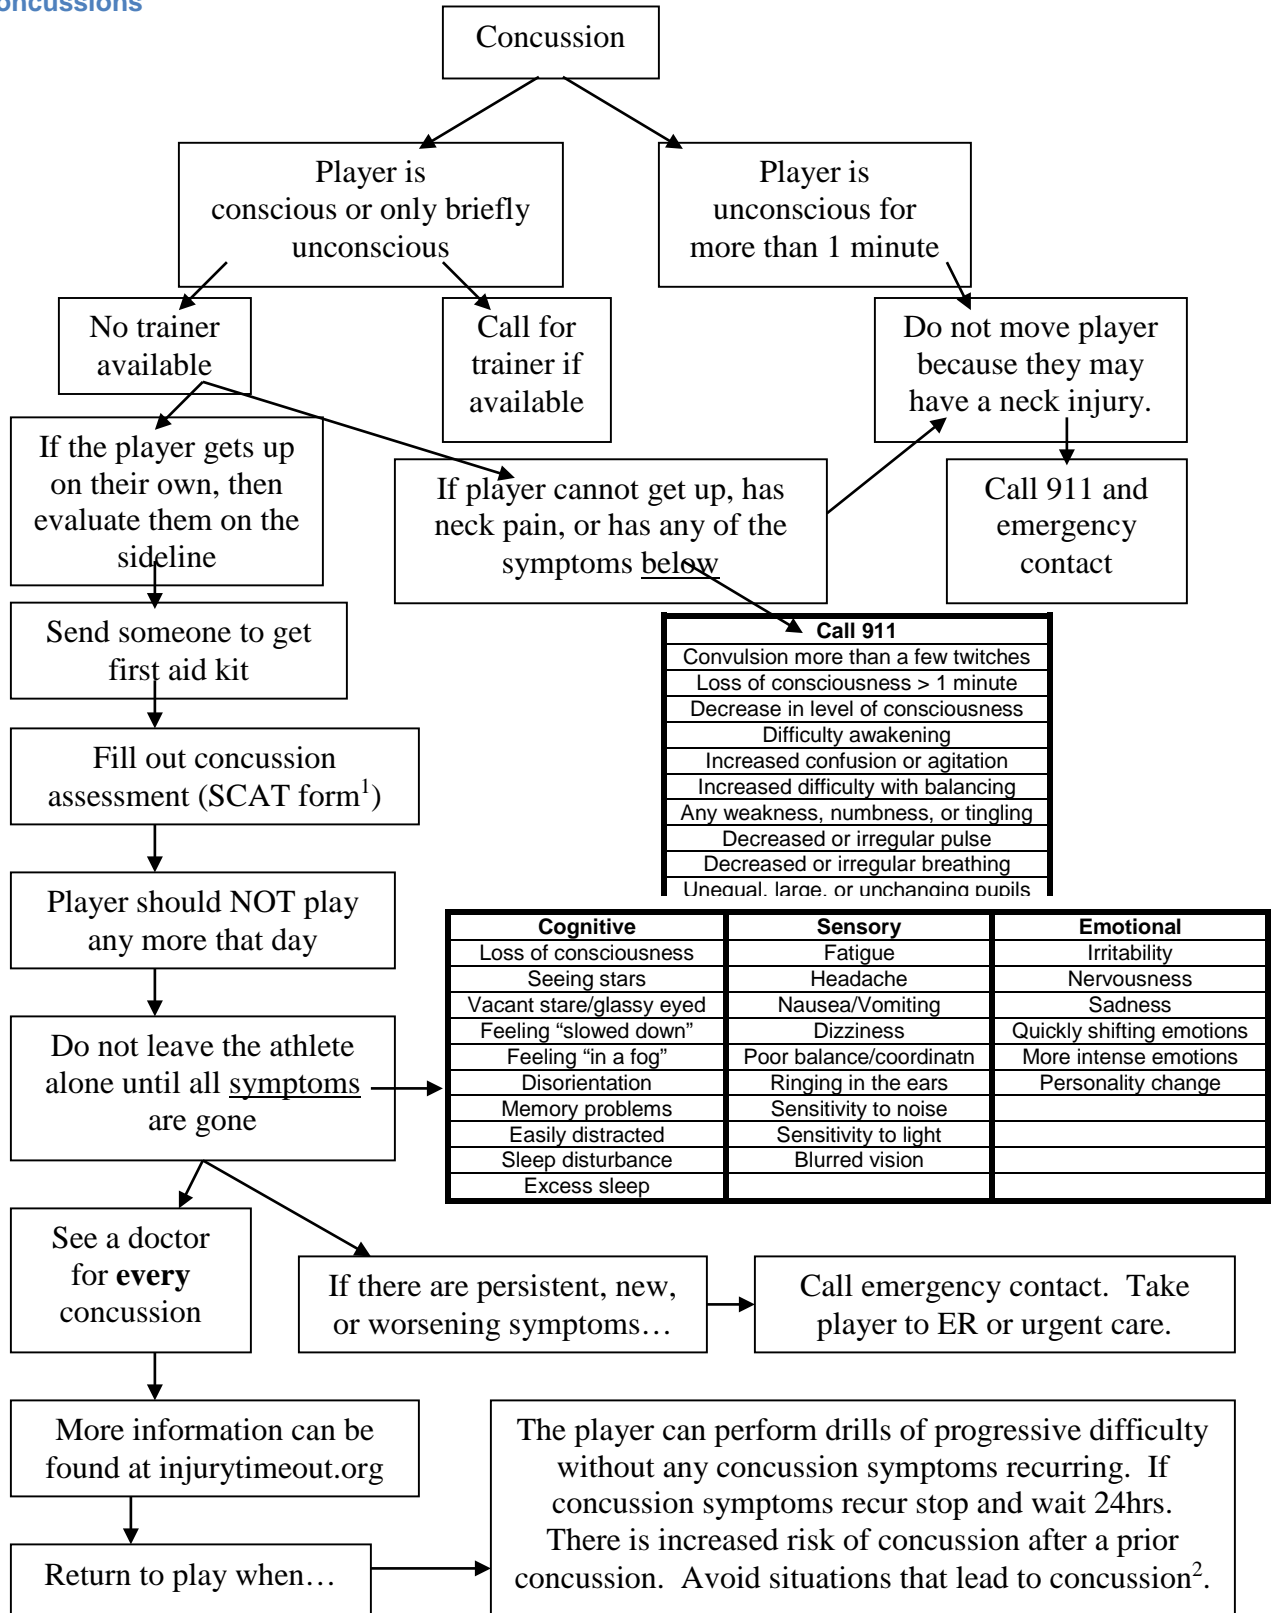 oncussions
Concussion
Player is
conscious or only briefly
unconscious
Player is
unconscious for
more than 1 minute
No trainer
available
Call for
trainer if
available
Do not move player
because they may
have a neck injury.
If the player gets up
on their own, then
evaluate them on the
sideline
If player cannot get up, has
neck pain, or has any of the
symptoms below
Call 911 and
emergency
contact
Send someone to get
first aid kit
Call 911
Convulsion more than a few twitches
Loss of consciousness > 1 minute
Decrease in level of consciousness
Difficulty awakening
Increased confusion or agitation
Increased difficulty with balancing
Any weakness, numbness, or tingling
Decreased or irregular pulse
Decreased or irregular breathing
Unequal, large, or unchanging pupils
Fill out concussion
assessment (SCAT form¹)
Player should NOT play
any more that day
Do not leave the athlete
alone until all symptoms
are gone
Cognitive Sensory Emotional
Loss of consciousness Fatigue Irritability
Seeing stars Headache Nervousness
Vacant stare/glassy eyed Nausea/Vomiting Sadness
Feeling “slowed down” Dizziness Quickly shifting emotions
Feeling “in a fog” Poor balance/coordinatn More intense emotions
Disorientation Ringing in the ears Personality change
Memory problems Sensitivity to noise
Easily distracted Sensitivity to light
Sleep disturbance Blurred vision
Excess sleep
See a doctor
for every
concussion
If there are persistent, new,
or worsening symptoms…
Call emergency contact. Take
player to ER or urgent care.
More information can be
found at injurytimeout.org
Return to play when…
The player can perform drills of progressive difficulty
without any concussion symptoms recurring. If
concussion symptoms recur stop and wait 24hrs.
There is increased risk of concussion after a prior
concussion. Avoid situations that lead to concussion².